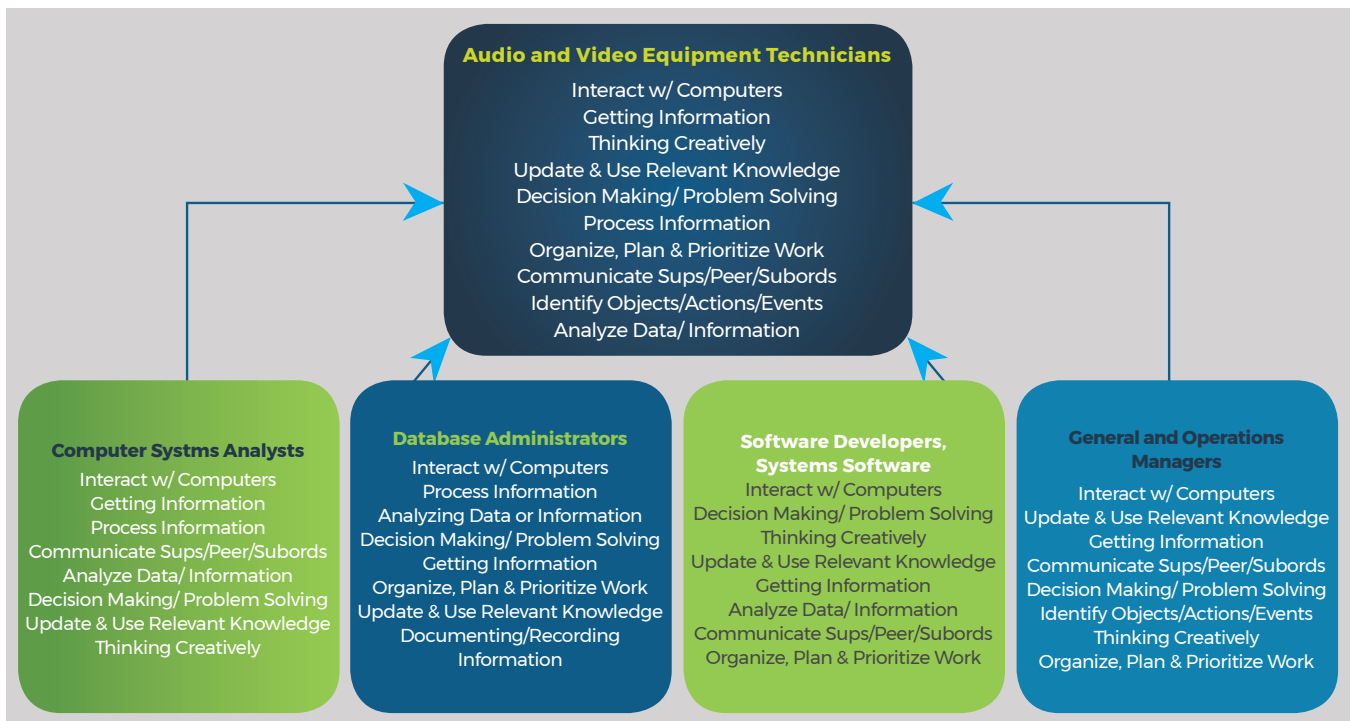 Audio and Video Equipment Technicians
Interact w/ Computers
Getting Information
Thinking Creatively
Update & Use Relevant Knowledge
Decision Making/ Problem Solving
Process Information
Organize, Plan & Prioritize Work
Communicate Sups/Peer/Subords
Identify Objects/Actions/Events
Analyze Data/ Information
Computer Systms Analysts
Interact w/ Computers
Getting Information
Process Information
Communicate Sups/Peer/Subords
Analyze Data/ Information
Decision Making/ Problem Solving
Update & Use Relevant Knowledge
Thinking Creatively
Database Administrators
Interact w/ Computers
Process Information
Analyzing Data or Information
Decision Making/ Problem Solving
Getting Information
Organize, Plan & Prioritize Work
Update & Use Relevant Knowledge
Documenting/Recording
Information
Software Developers,
Systems Software
Interact w/ Computers
Decision Making/ Problem Solving
Thinking Creatively
Update & Use Relevant Knowledge
Getting Information
Analyze Data/ Information
Communicate Sups/Peer/Subords
Organize, Plan & Prioritize Work
General and Operations
Managers
Interact w/ Computers
Update & Use Relevant Knowledge
Getting Information
Communicate Sups/Peer/Subords
Decision Making/ Problem Solving
Identify Objects/Actions/Events
Thinking Creatively
Organize, Plan & Prioritize Work